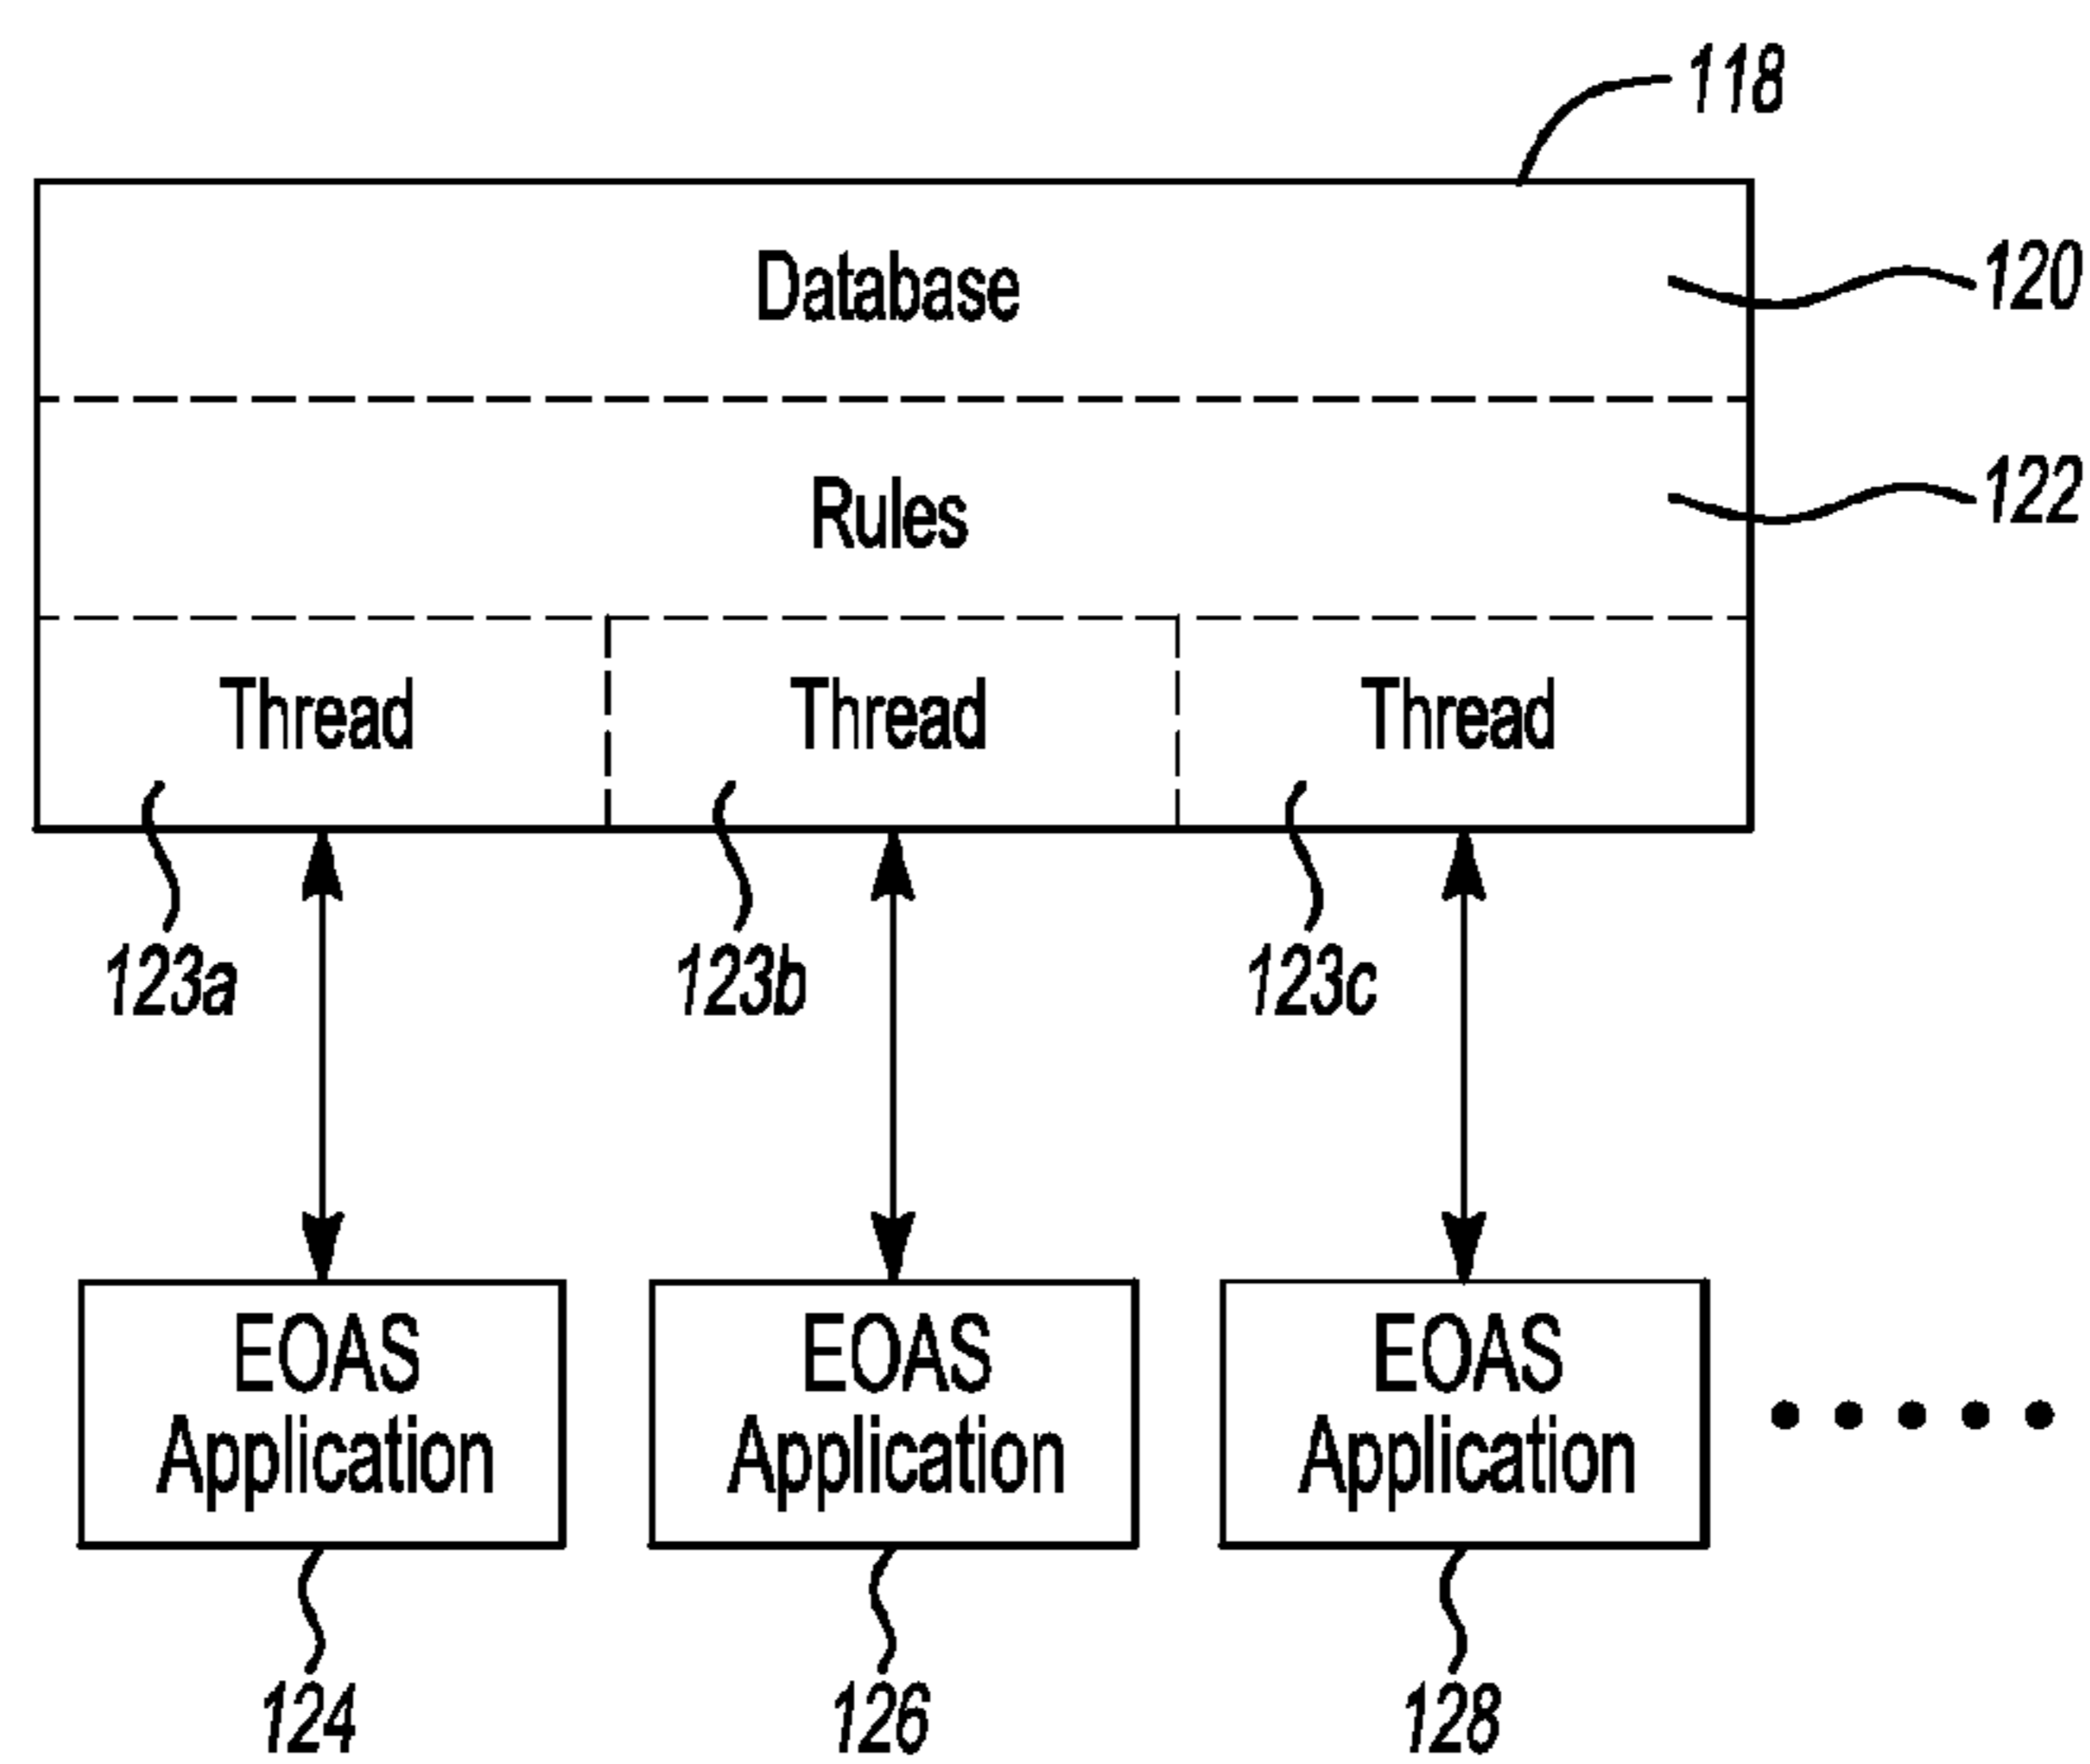 118
Database
120
Rules
122
Thread
Thread
Thread
123a
123b
123c
EOAS
Application
EOAS
Application
EOAS
Application
124
126
128